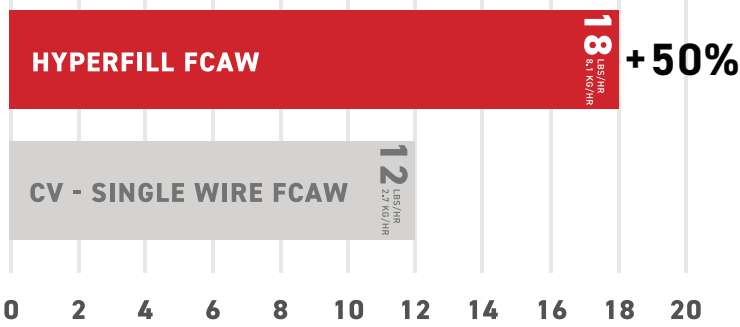 HYPERFILL FCAW
18
LBS/HR
8.1 KG/HR
+50%
CV - SINGLE WIRE FCAW
12
LBS/HR
2.7 KG/HR
0 2 4 6 8 10 12 14 16 18 20